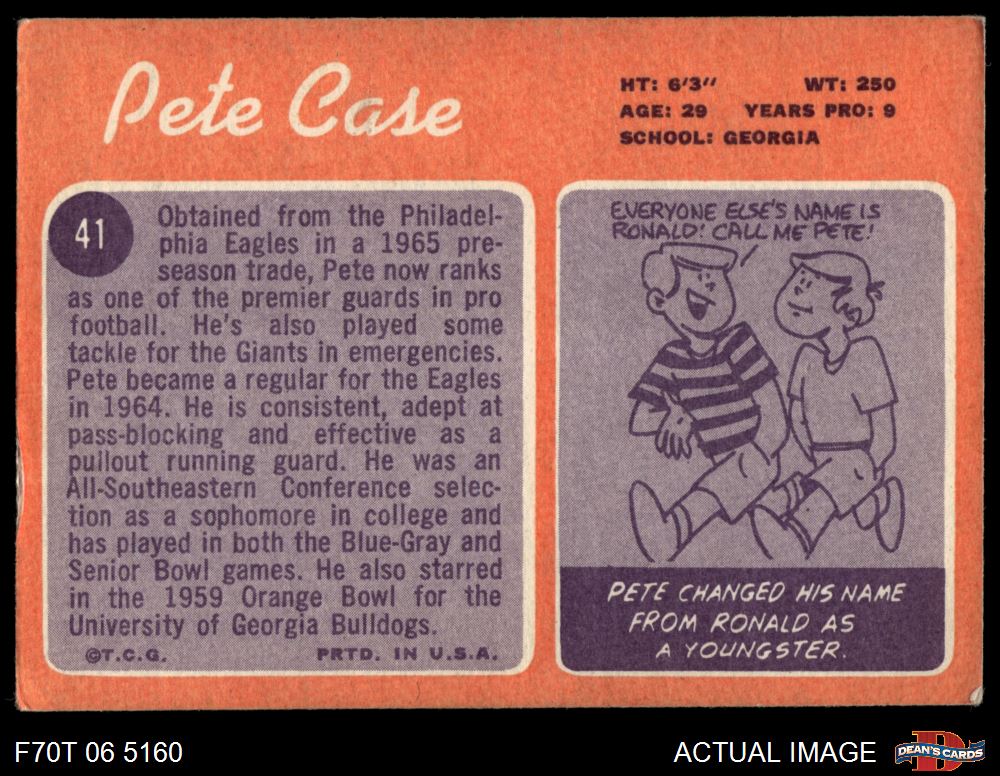 Pete Case
HT: 6'3" WT: 250
AGE: 29 YEARS PRO: 9
SCHOOL: GEORGIA
41
Obtained from the Philadel-
phia Eagles in a 1965 pre-
season trade, Pete now ranks
as one of the premier guards in pro
football. He's also played some
tackle for the Giants in emergencies.
Pete became a regular for the Eagles
in 1964. He is consistent, adept at
pass-blocking and effective as a
pullout running guard. He was an
All-Southeastern Conference selec-
tion as a sophomore in college and
has played in both the Blue-Gray and
Senior Bowl games. He also starred
in the 1959 Orange Bowl for the
University of Georgia Bulldogs.
©T.C.G. PRTD. IN U.S.A.
EVERYONE ELSE'S NAME IS
RONALD! CALL ME PETE!
PETE CHANGED HIS NAME
FROM RONALD AS
A YOUNGSTER.
F70T 06 5160
ACTUAL IMAGE
D
DEAN'S CARDS